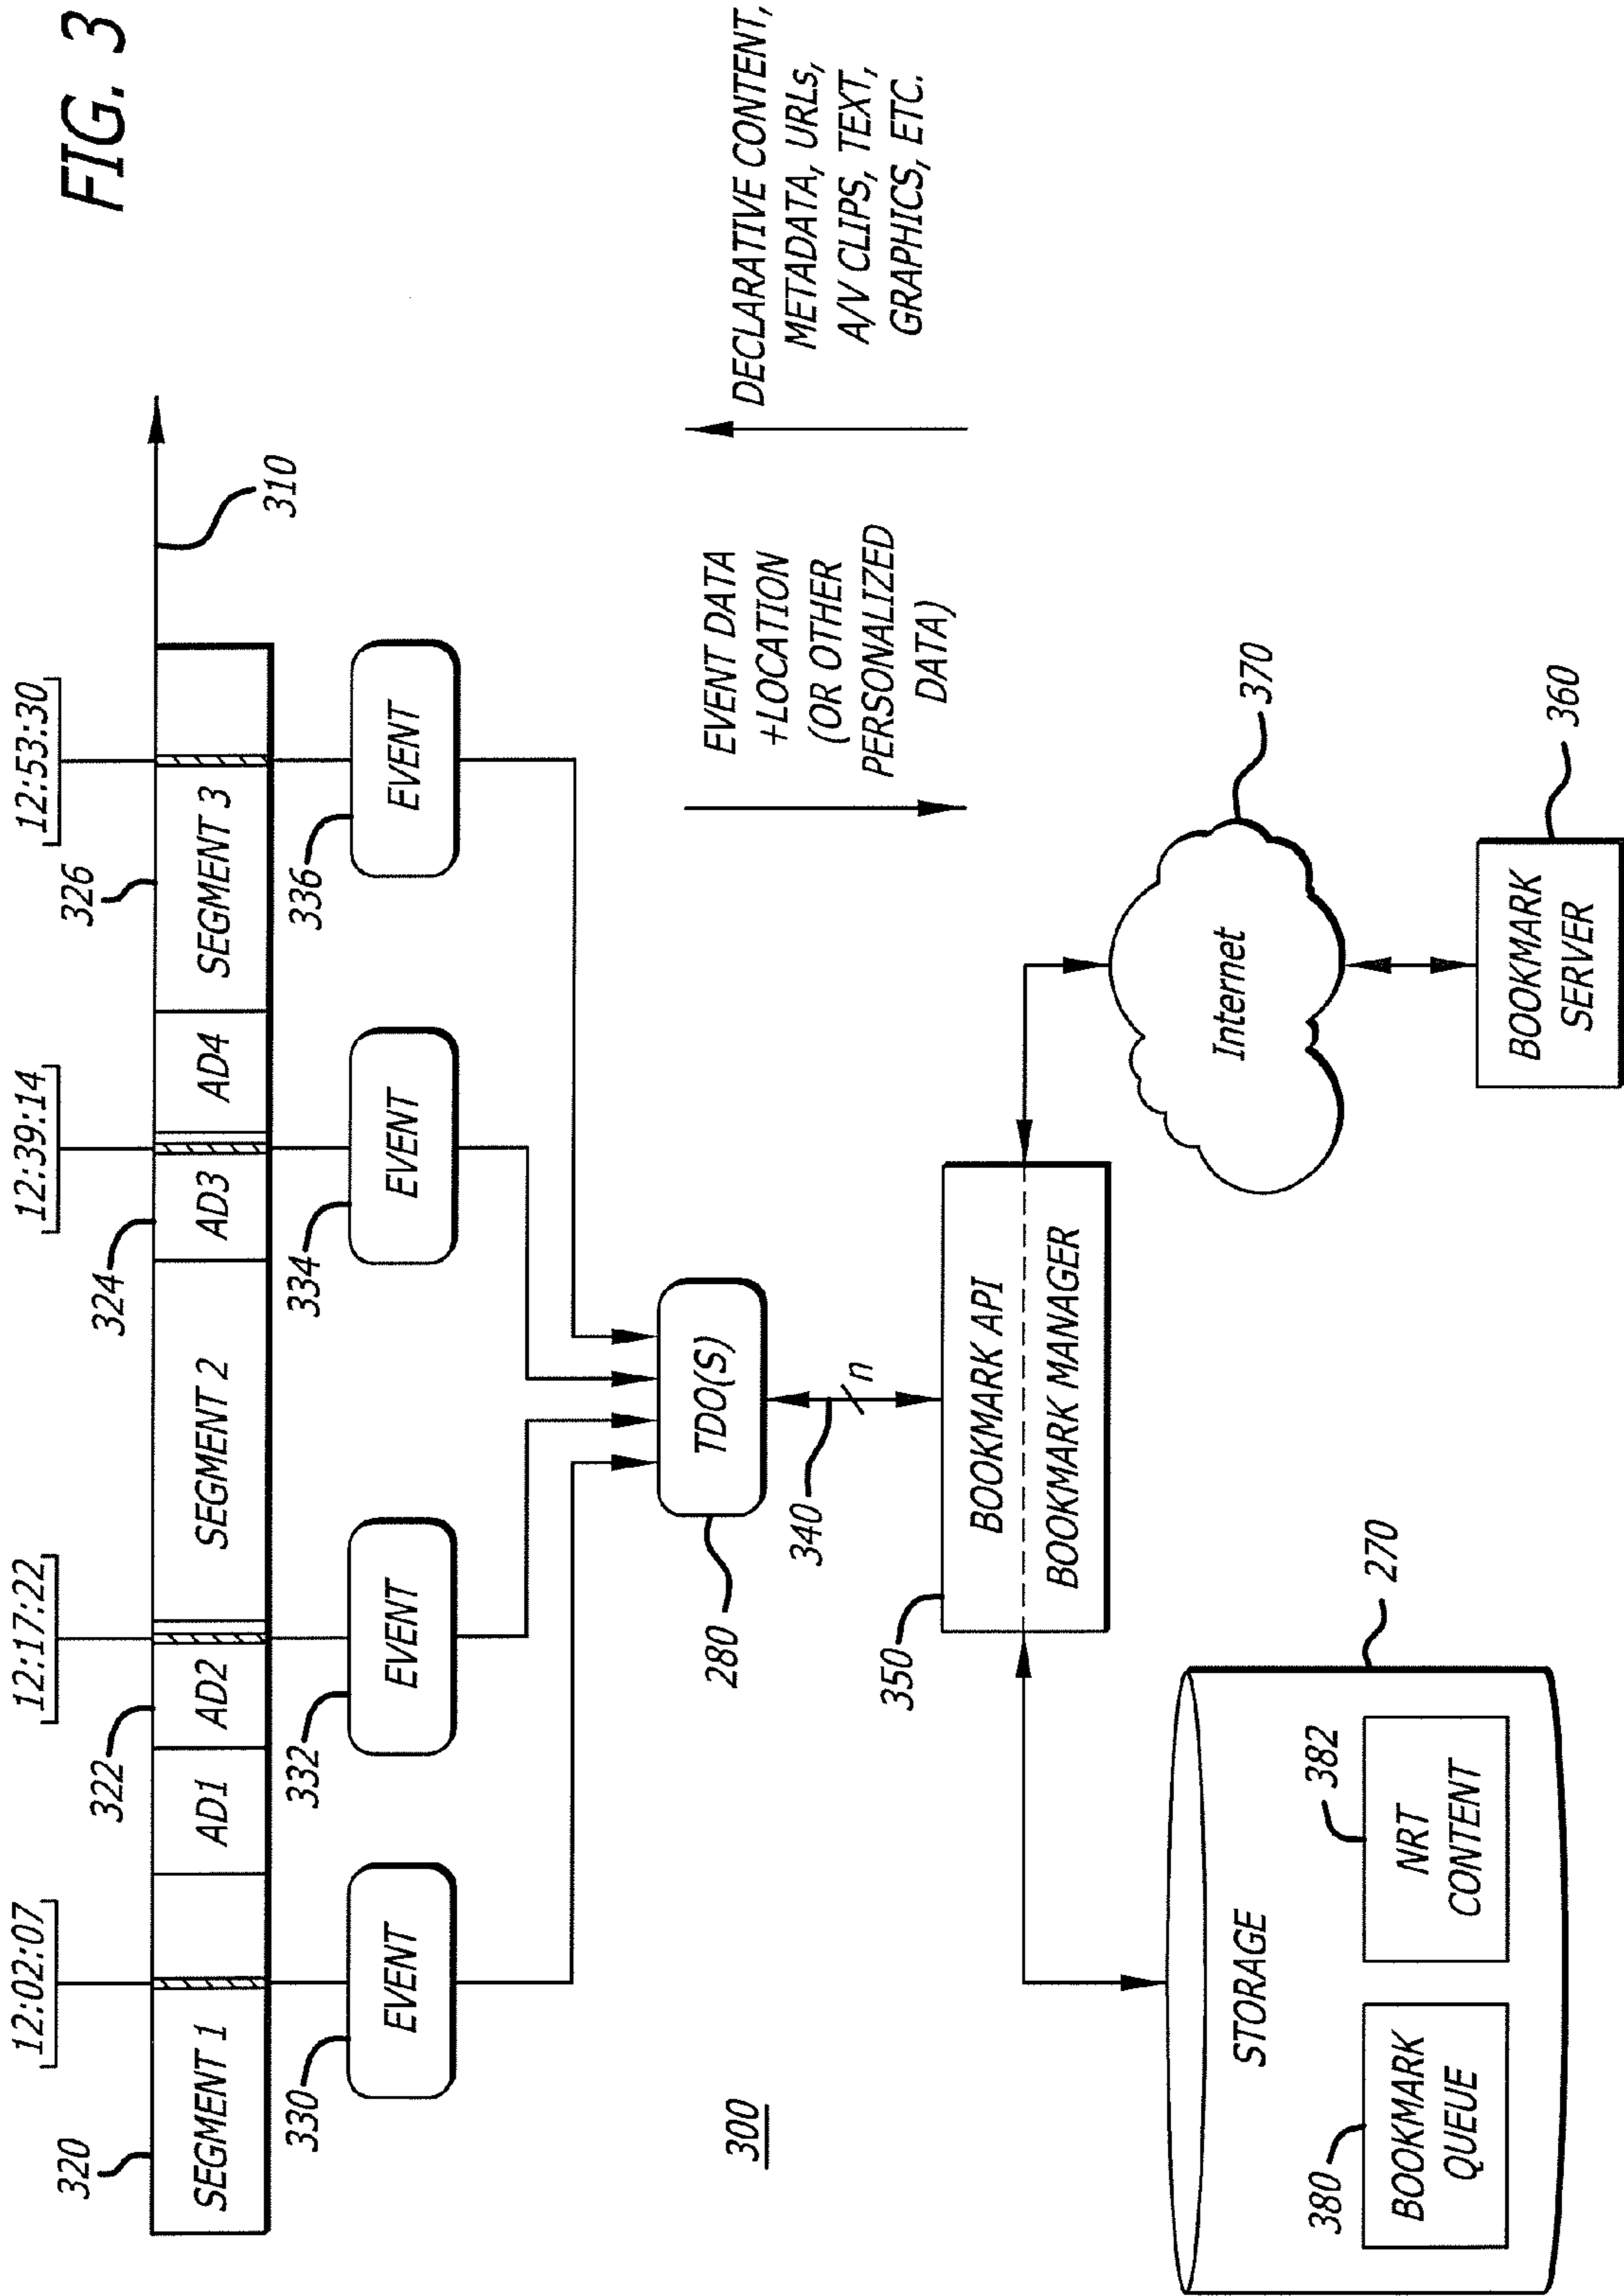 FIG. 3
12:02:07
12:17:22
12:39:14
12:53:30
320
322
324
326
SEGMENT 1
AD1
AD2
SEGMENT 2
AD3
AD4
SEGMENT 3
310
330
332
334
336
EVENT
EVENT
EVENT
EVENT
300
280
TDO(S)
EVENT DATA
+LOCATION
(OR OTHER
PERSONALIZED
DATA)
DECLARATIVE CONTENT,
METADATA, URLs,
A/V CLIPS, TEXT,
GRAPHICS, ETC.
340
n
350
BOOKMARK API
BOOKMARK MANAGER
370
Internet
STORAGE
270
380
BOOKMARK
QUEUE
382
NRT
CONTENT
360
BOOKMARK
SERVER